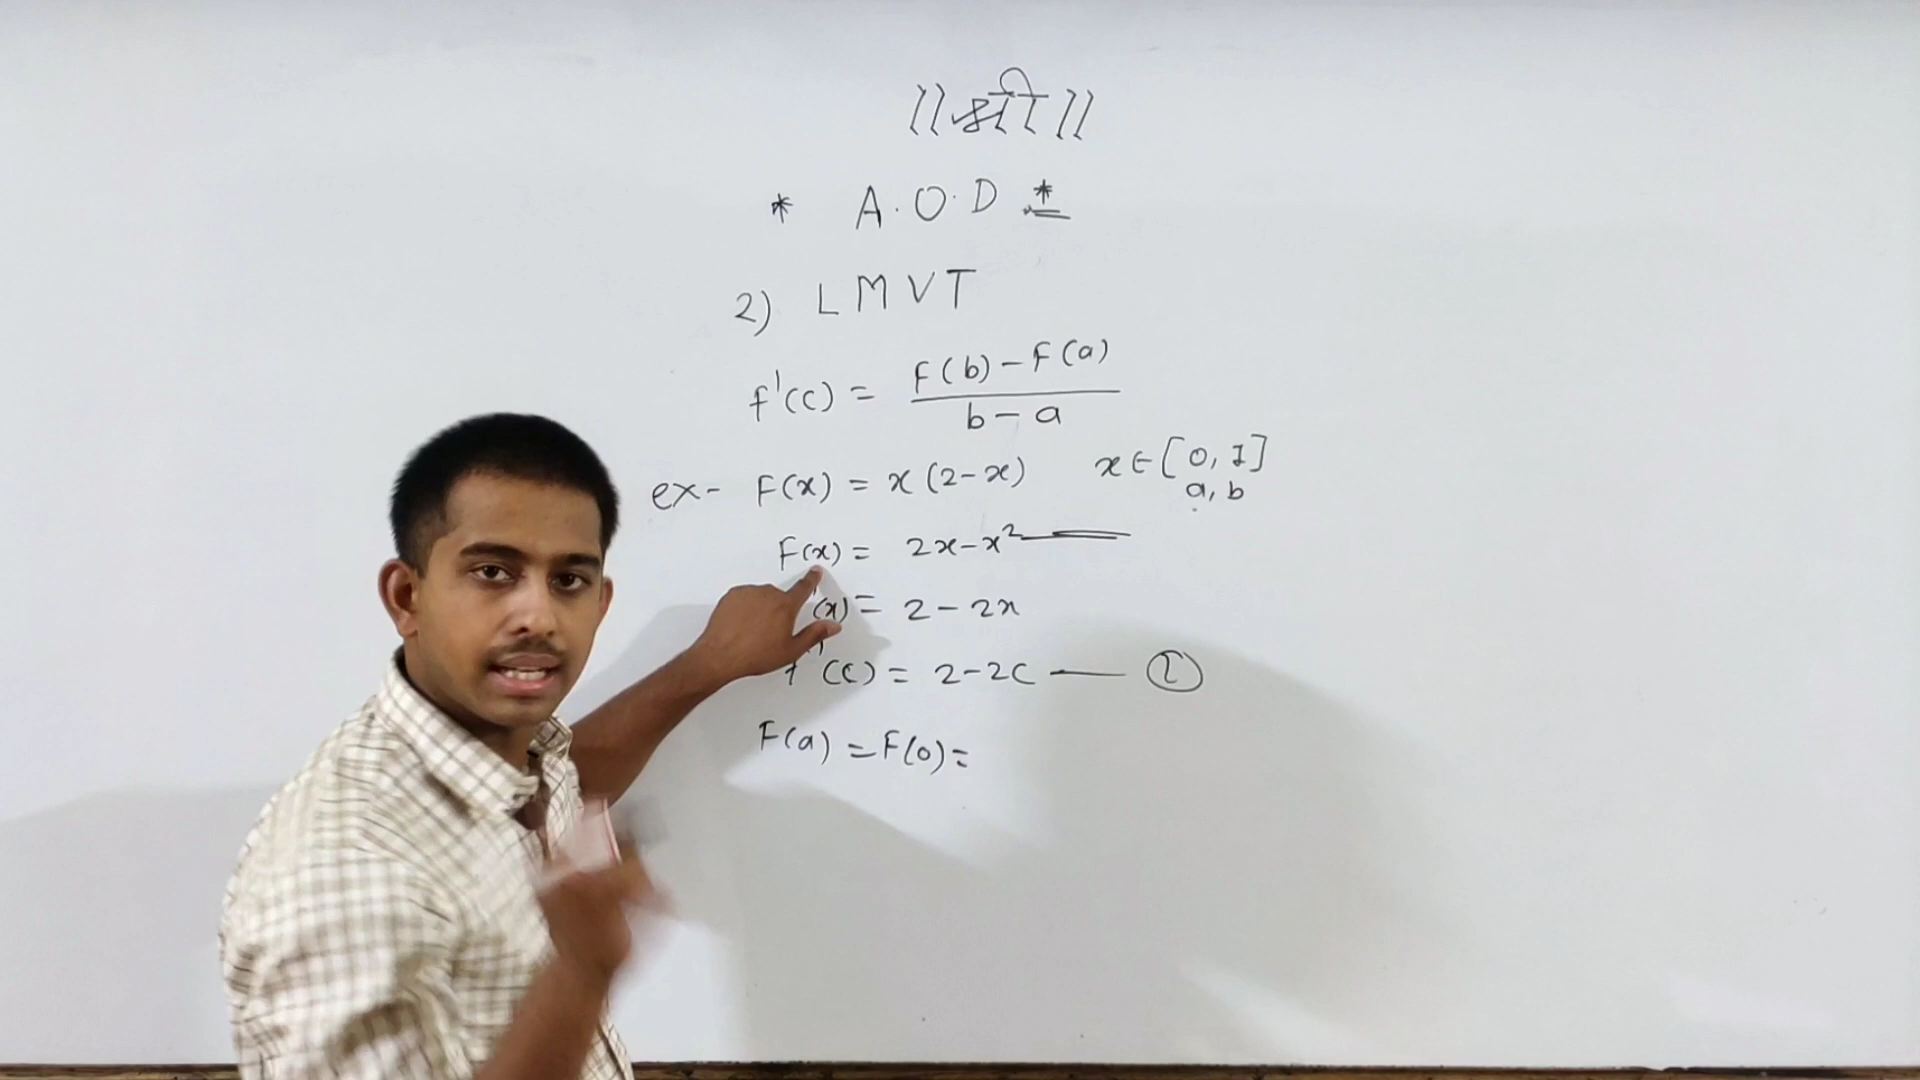 ||श्री||
* A.O.D *
2) LMVT
f'(c) = F(b)-F(a) / b-a
ex- F(x) = x(2-x) x∈[0,1]
a, b
F(x) = 2x-x²
'(x) = 2-2x
f'(c) = 2-2c — ①
F(a) = F(0) =